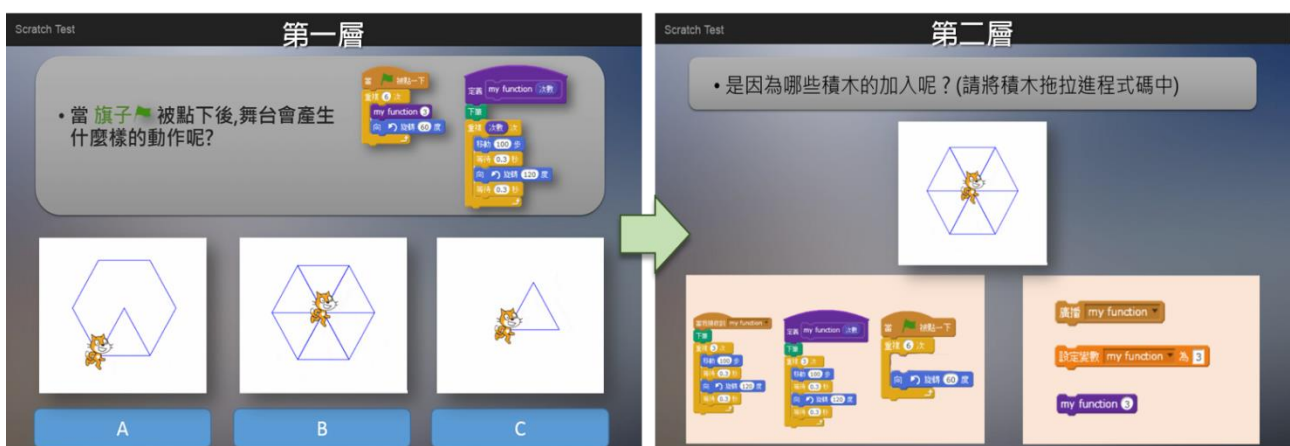 Scratch Test
第一層
• 當 旗子 被點下後,舞台會產生
什麼樣的動作呢?
當 被點一下
重複 6 次
my function 3
向 旋轉 60 度
定義 my function 次數
下筆
重複 次數 次
移動 100 步
等待 0.3 秒
向 旋轉 120 度
等待 0.3 秒
A
B
C
Scratch Test
第二層
• 是因為哪些積木的加入呢?(請將積木拖拉進程式碼中)
當我接收到 my function
下筆
重複 3 次
移動 100 步
等待 0.3 秒
向 旋轉 120 度
等待 0.3 秒
定義 my function 次數
下筆
重複 3 次
移動 100 步
等待 0.3 秒
向 旋轉 120 度
等待 0.3 秒
當 被點一下
重複 6 次
向 旋轉 60 度
廣播 my function
設定變數 my function 為 3
my function 3